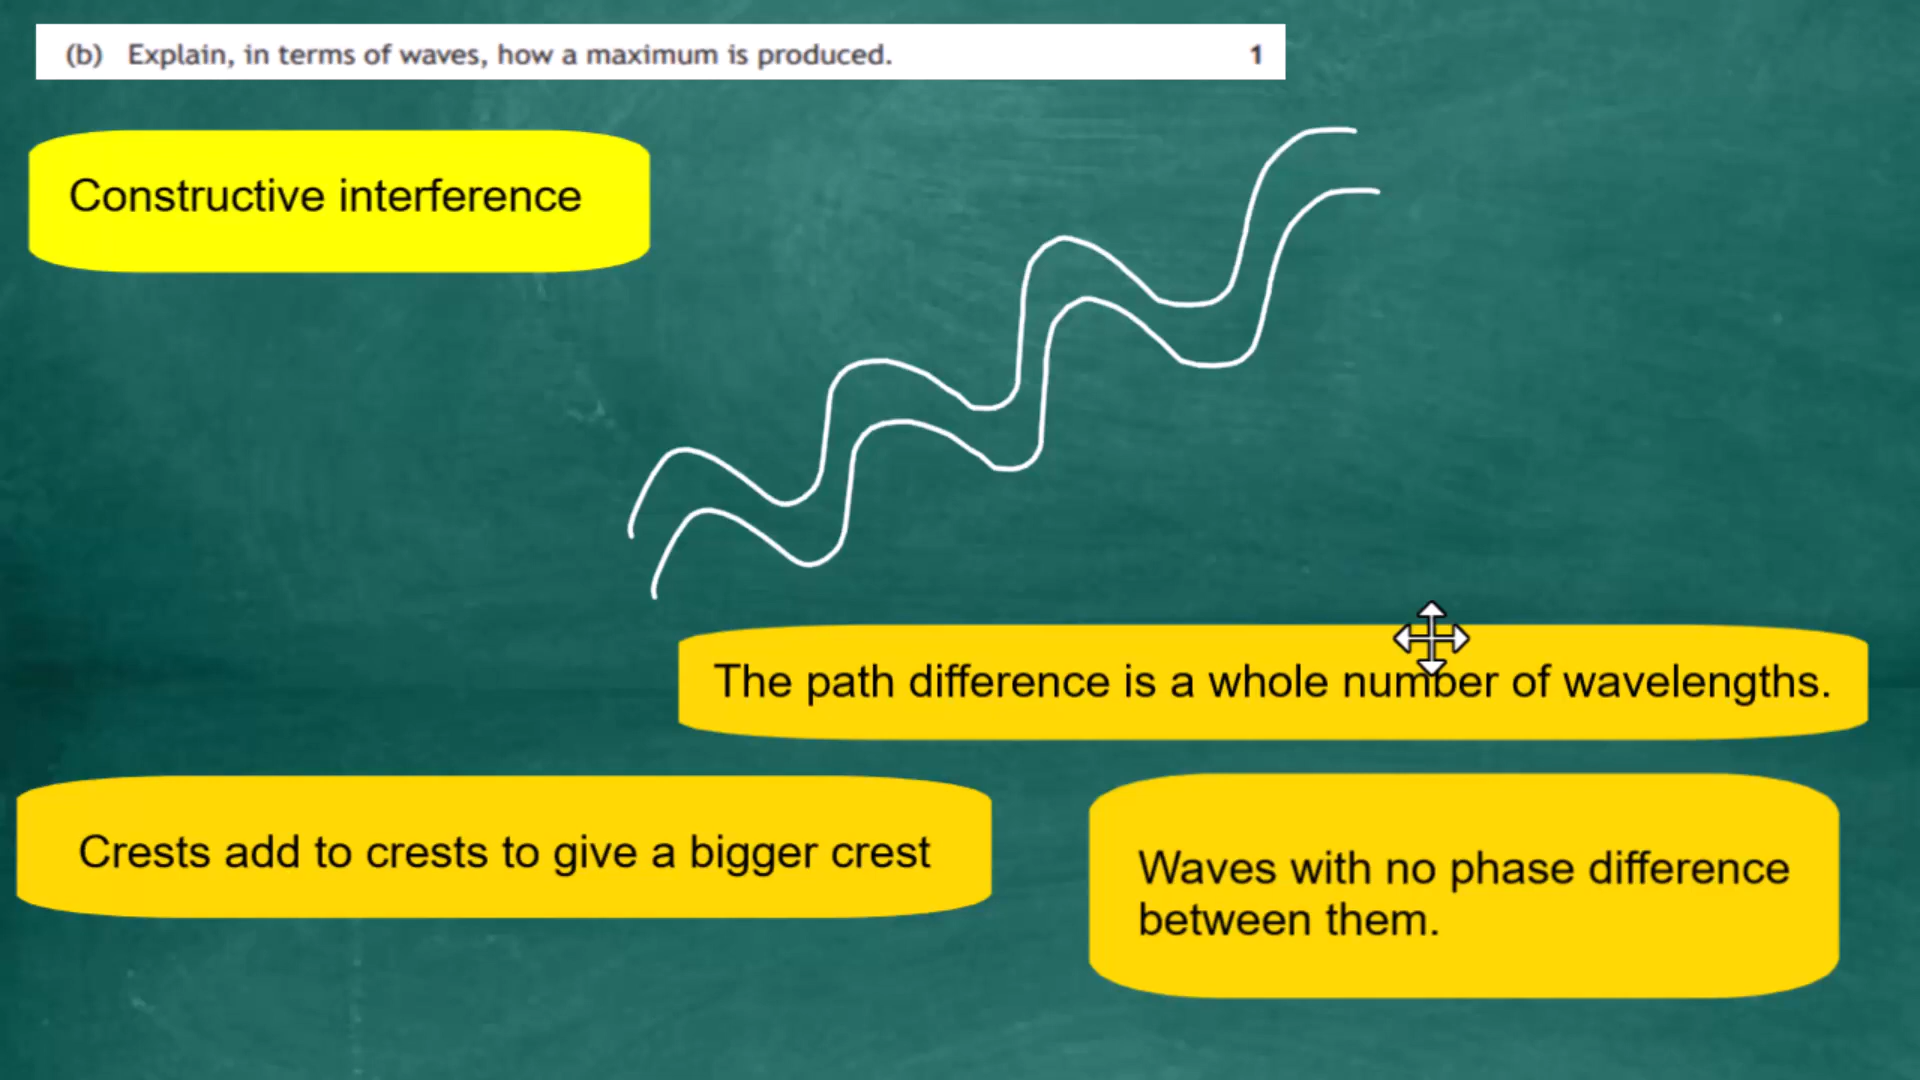 (b) Explain, in terms of waves, how a maximum is produced. 1
Constructive interference
The path difference is a whole number of wavelengths.
Crests add to crests to give a bigger crest
Waves with no phase difference
between them.